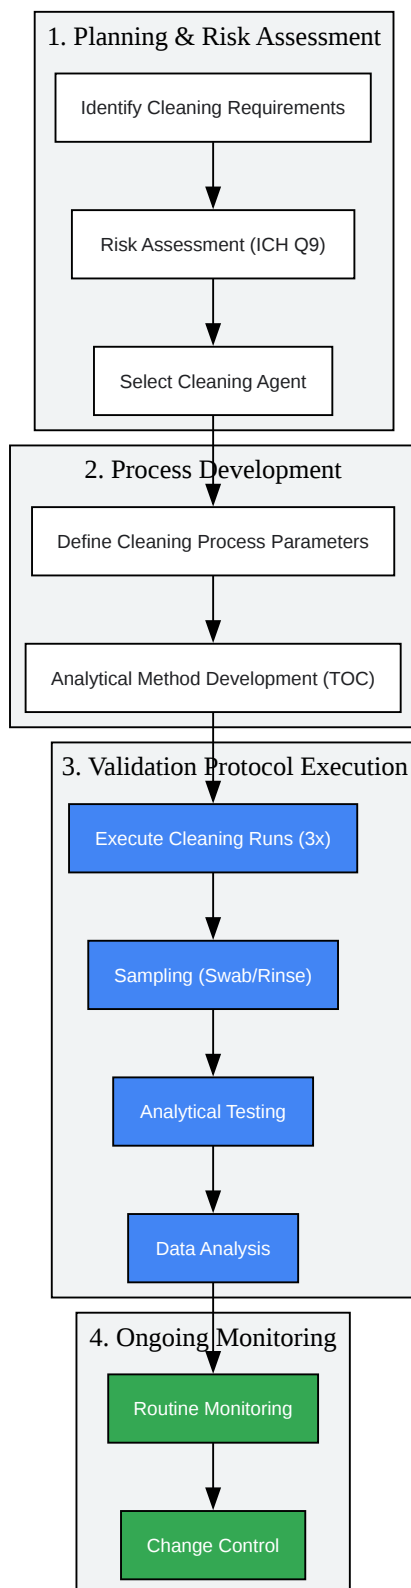 1. Planning & Risk Assessment
Identify Cleaning Requirements
Risk Assessment (ICH Q9)
Select Cleaning Agent
2. Process Development
Define Cleaning Process Parameters
Analytical Method Development (TOC)
3. Validation Protocol Execution
Execute Cleaning Runs (3x)
Sampling (Swab/Rinse)
Analytical Testing
Data Analysis
4. Ongoing Monitoring
Routine Monitoring
Change Control